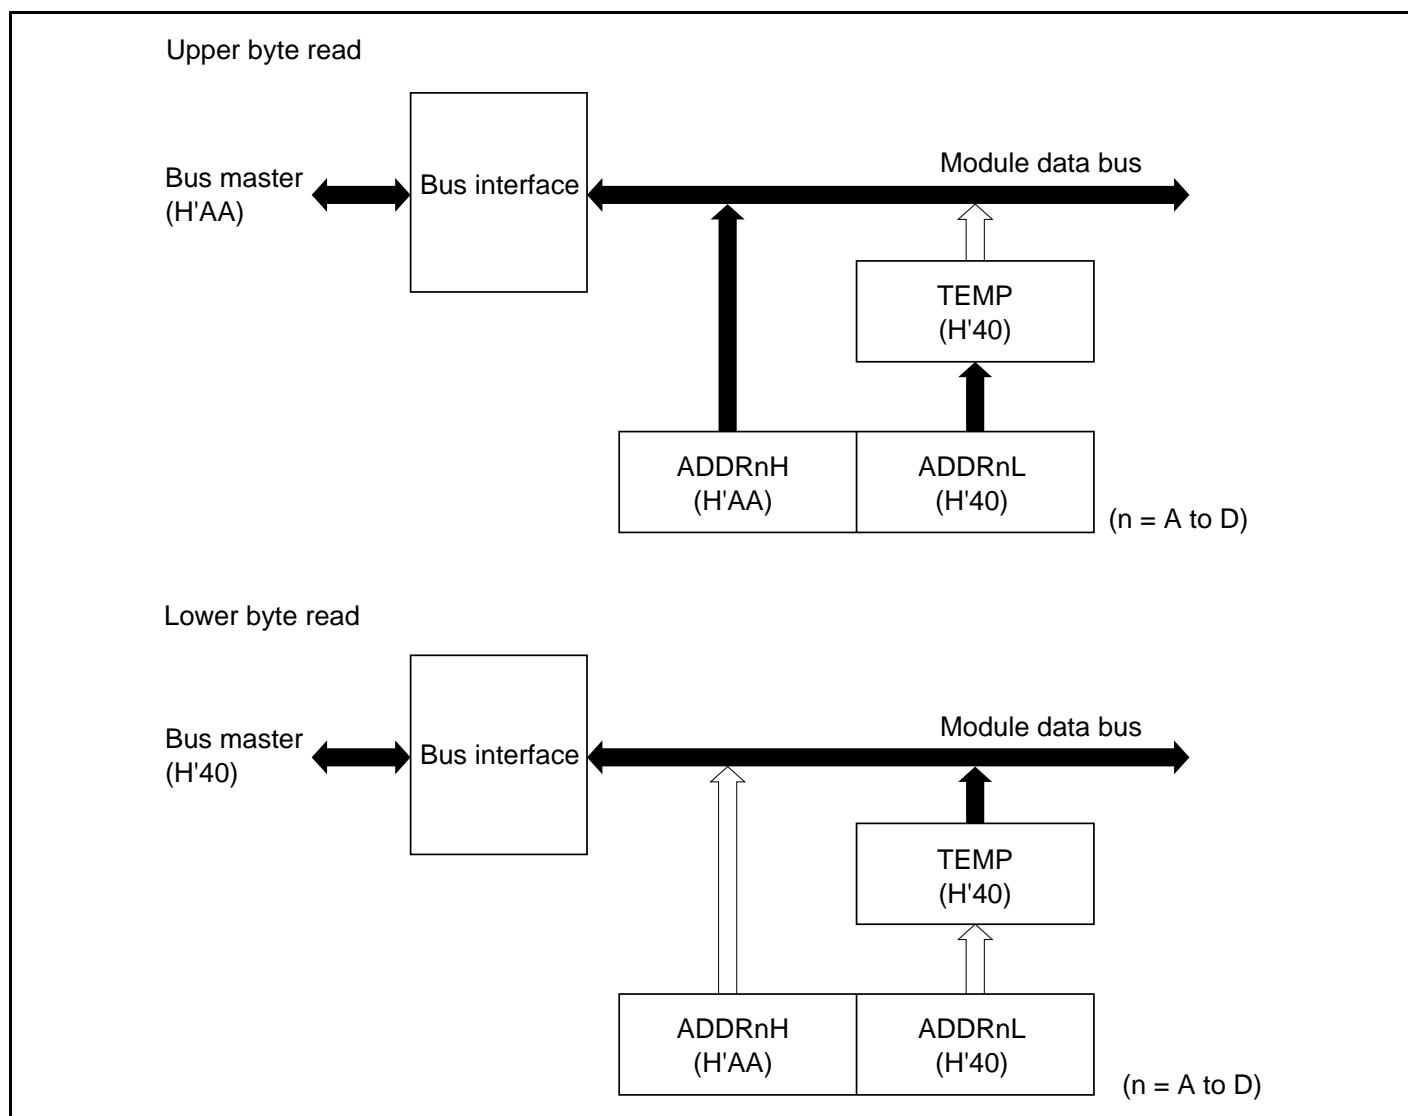 Upper byte read
Bus master
(H'AA)
Bus interface
Module data bus
TEMP
(H'40)
ADDRnH
(H'AA)
ADDRnL
(H'40)
(n = A to D)
Lower byte read
Bus master
(H'40)
Bus interface
Module data bus
TEMP
(H'40)
ADDRnH
(H'AA)
ADDRnL
(H'40)
(n = A to D)